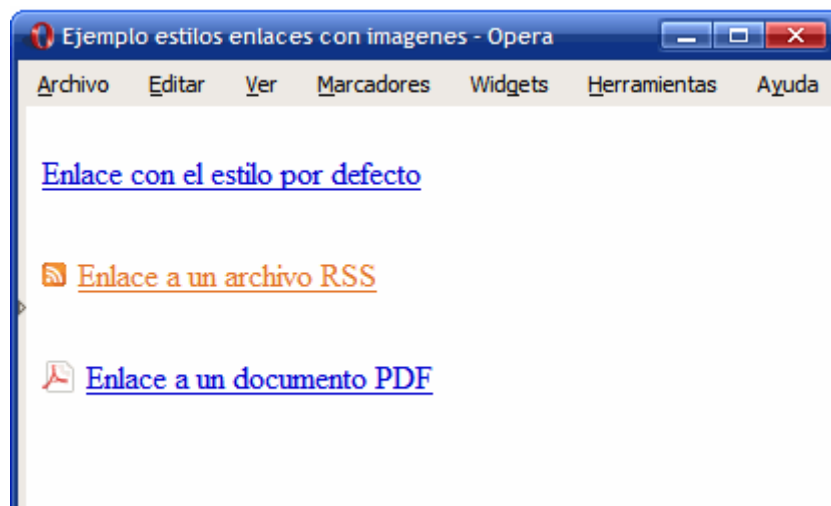 Ejemplo estilos enlaces con imagenes - Opera
Archivo Editar Ver Marcadores Widgets Herramientas Ayuda
Enlace con el estilo por defecto
Enlace a un archivo RSS
Enlace a un documento PDF